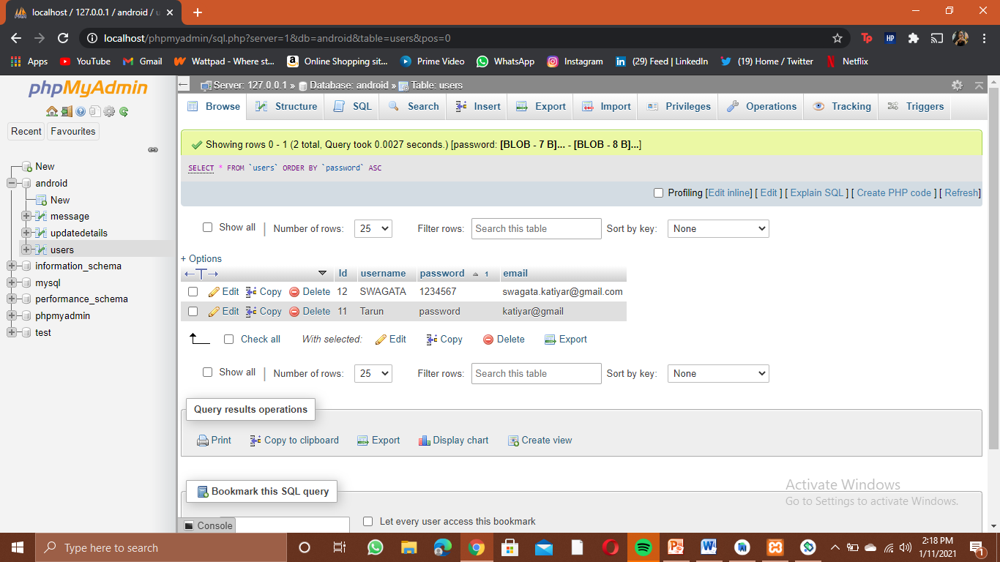 localhost / 127.0.0.1 / android / u
localhost/phpmyadmin/sql.php?server=1&db=android&table=users&pos=0
Apps YouTube Gmail Wattpad - Where st... Online Shopping sit... Prime Video WhatsApp Instagram (29) Feed | LinkedIn (19) Home / Twitter Netflix
phpMyAdmin
Recent Favourites
New
android
New
message
updatedetails
users
information_schema
mysql
performance_schema
phpmyadmin
test
Server: 127.0.0.1 » Database: android » Table: users
Browse Structure SQL Search Insert Export Import Privileges Operations Tracking Triggers
Showing rows 0 - 1 (2 total, Query took 0.0027 seconds.) [password: [BLOB - 7 B]... - [BLOB - 8 B]...]
SELECT * FROM `users` ORDER BY `password` ASC
Profiling [Edit inline] [ Edit ] [ Explain SQL ] [ Create PHP code ] [ Refresh]
Show all | Number of rows: 25 Filter rows: Search this table Sort by key: None
+ Options
Id username password 1 email
Edit Copy Delete 12 SWAGATA 1234567 swagata.katiyar@gmail.com
Edit Copy Delete 11 Tarun password katiyar@gmail
Check all With selected: Edit Copy Delete Export
Show all | Number of rows: 25 Filter rows: Search this table Sort by key: None
Query results operations
Print Copy to clipboard Export Display chart Create view
Bookmark this SQL query
Let every user access this bookmark
Console
Activate Windows
Go to Settings to activate Windows.
Type here to search
2:18 PM
1/11/2021
1